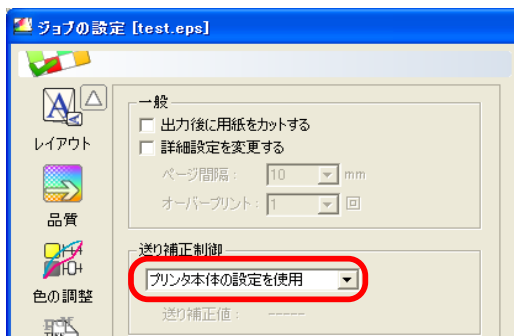 ジョブの設定 [test.eps]
レイアウト
品質
色の調整
一般
出力後に用紙をカットする
詳細設定を変更する
ページ間隔： 10 mm
オーバープリント： 1 回
送り補正制御
プリンタ本体の設定を使用
送り補正値： -----